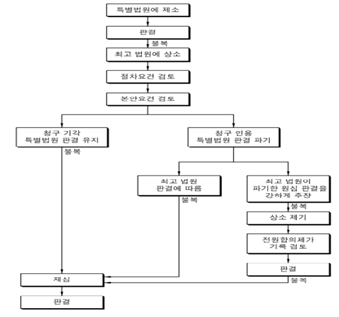 특별법원에 제소
판결
불복
최고 법원에 상소
절차요건 검토
본안요건 검토
청구 기각
특별법원 판결 유지
청구 인용
특별법원 판결 파기
불복
최고 법원
판결에 따름
최고 법원이
파기한 원심 판결을
강하게 주장
불복
불복
상소 제기
전원합의체가
기록 검토
판결
재심
불복
판결